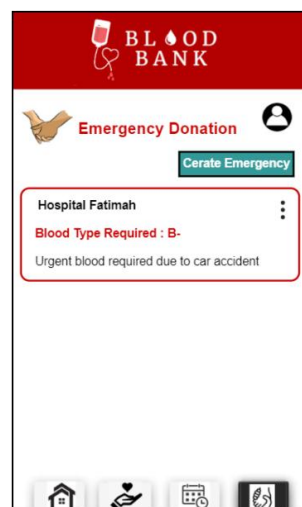 BLOOD
BANK
Emergency Donation
Cerate Emergency
Hospital Fatimah
Blood Type Required : B-
Urgent blood required due to car accident